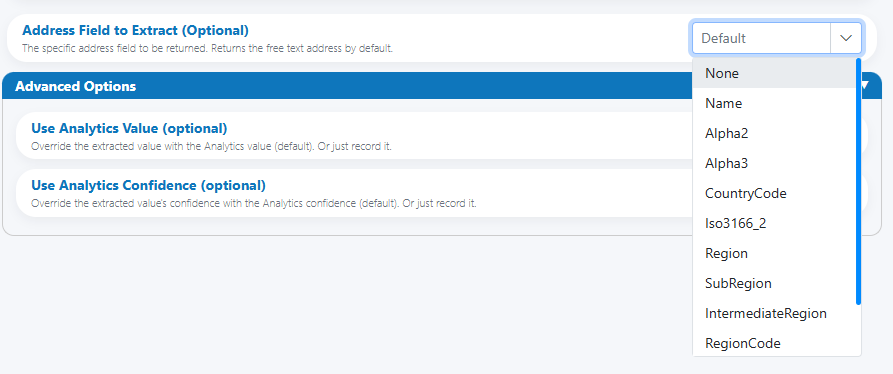 Address Field to Extract (Optional)
The specific address field to be returned. Returns the free text address by default.
Default
None
Name
Alpha2
Alpha3
CountryCode
Iso3166_2
Region
SubRegion
IntermediateRegion
RegionCode
Advanced Options
Use Analytics Value (optional)
Override the extracted value with the Analytics value (default). Or just record it.
Use Analytics Confidence (optional)
Override the extracted value's confidence with the Analytics confidence (default). Or just record it.